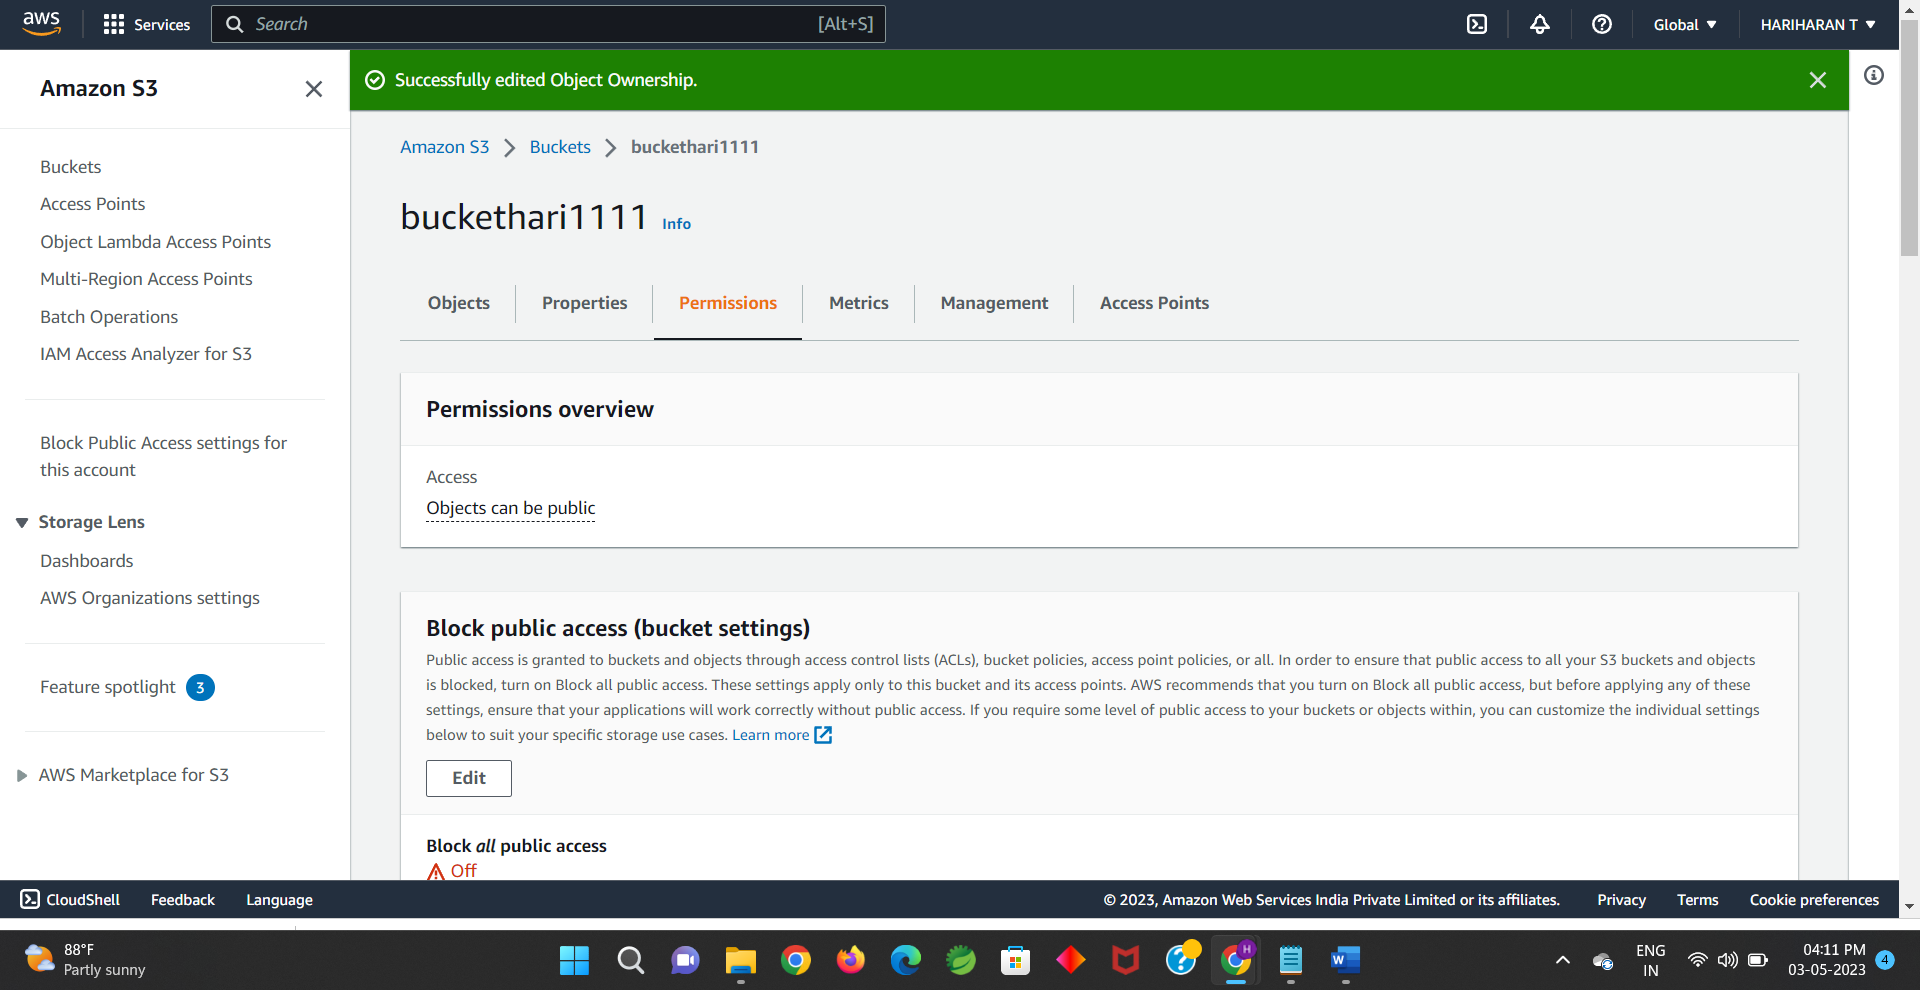 aws
Services
Search
[Alt+S]
Global
HARIHARAN T
Amazon S3
Buckets
Access Points
Object Lambda Access Points
Multi-Region Access Points
Batch Operations
IAM Access Analyzer for S3
Block Public Access settings for
this account
Storage Lens
Dashboards
AWS Organizations settings
Feature spotlight 3
AWS Marketplace for S3
Successfully edited Object Ownership.
Amazon S3 > Buckets > buckethari1111
buckethari1111 Info
Objects
Properties
Permissions
Metrics
Management
Access Points
Permissions overview
Access
Objects can be public
Block public access (bucket settings)
Public access is granted to buckets and objects through access control lists (ACLs), bucket policies, access point policies, or all. In order to ensure that public access to all your S3 buckets and objects
is blocked, turn on Block all public access. These settings apply only to this bucket and its access points. AWS recommends that you turn on Block all public access, but before applying any of these
settings, ensure that your applications will work correctly without public access. If you require some level of public access to your buckets or objects within, you can customize the individual settings
below to suit your specific storage use cases. Learn more
Edit
Block all public access
Off
CloudShell
Feedback
Language
© 2023, Amazon Web Services India Private Limited or its affiliates.
Privacy
Terms
Cookie preferences
88°F
Partly sunny
H
W
ENG
IN
04:11 PM
03-05-2023
4